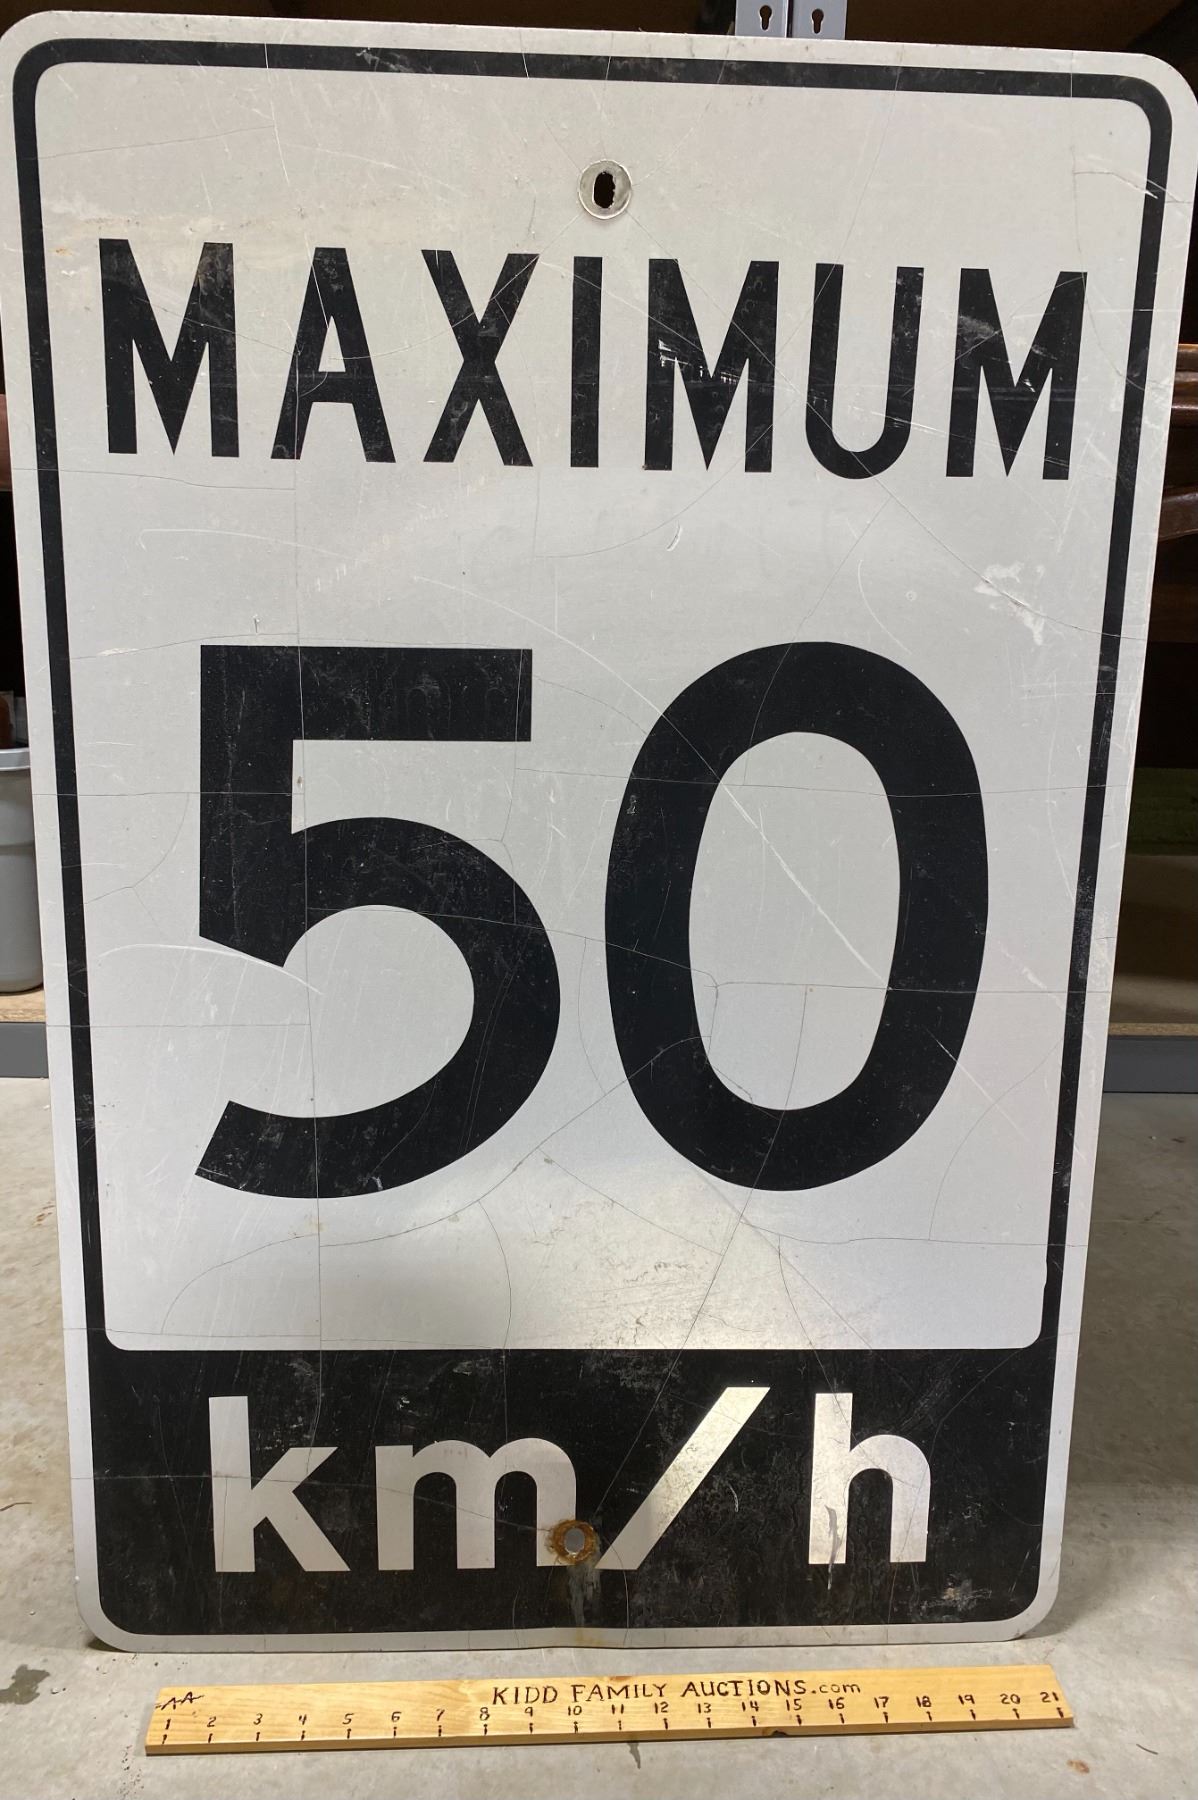 MAXIMUM
50
km/h
KIDD FAMILY AUCTIONS.com
1 2 3 4 5 6 7 8 9 10 11 12 13 14 15 16 17 18 19 20 21